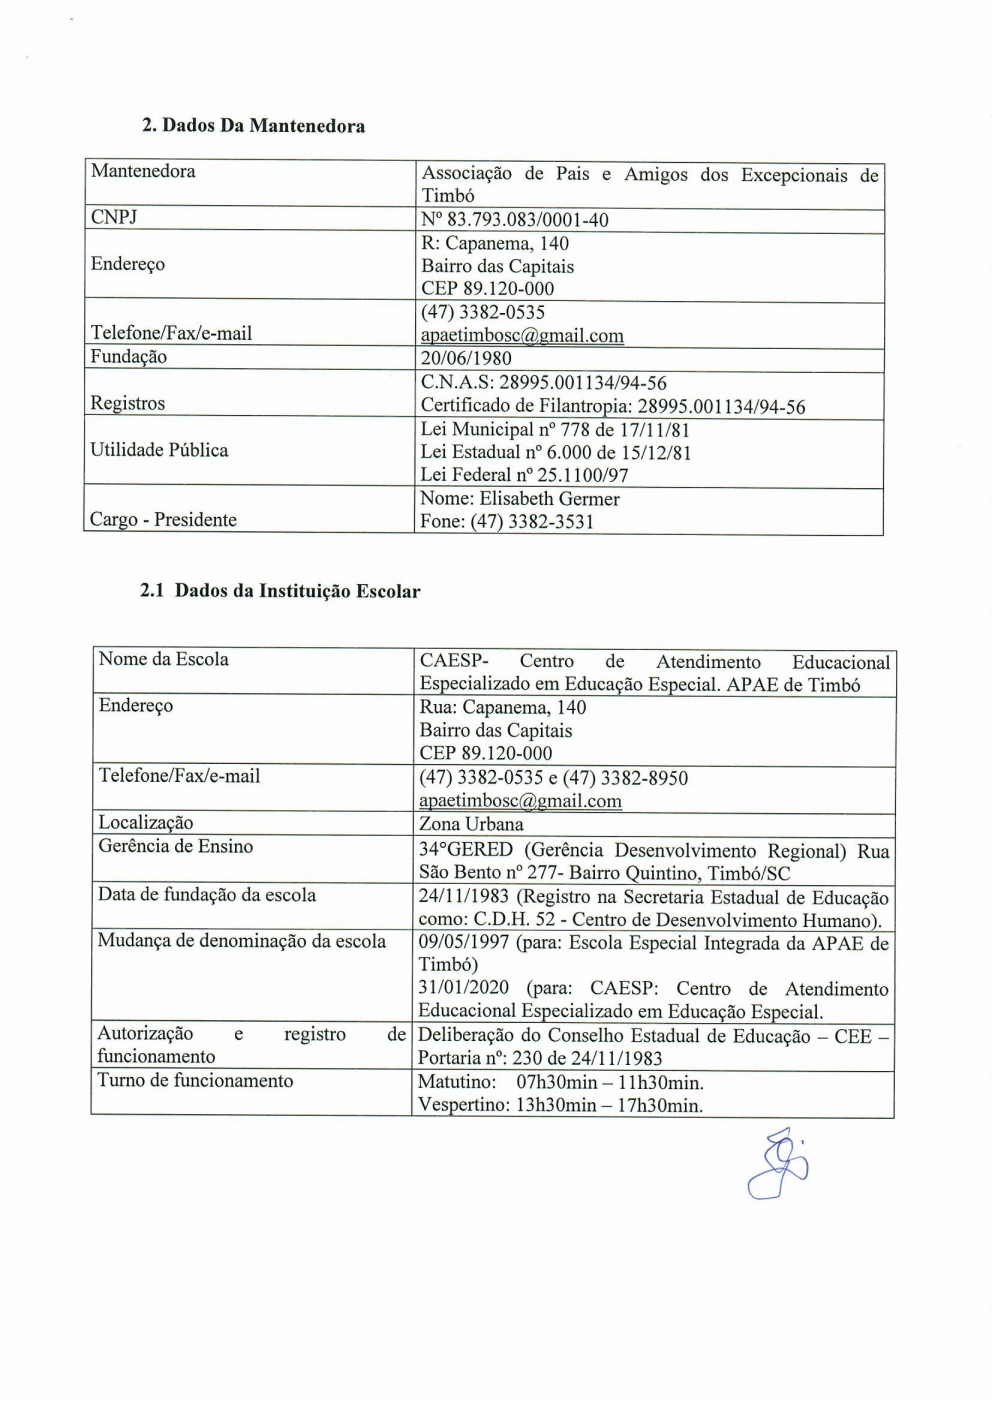 2. Dados Da Mantenedora
Mantenedora
Associação de Pais e Amigos dos Excepcionais de
Timbó
CNPJ
Nº 83.793.083/0001-40
Endereço
R: Capanema, 140
Bairro das Capitais
CEP 89.120-000
Telefone/Fax/e-mail
(47) 3382-0535
apaetimbosc@gmail.com
Fundação
20/06/1980
Registros
C.N.A.S: 28995.001134/94-56
Certificado de Filantropia: 28995.001134/94-56
Utilidade Pública
Lei Municipal nº 778 de 17/11/81
Lei Estadual nº 6.000 de 15/12/81
Lei Federal nº 25.1100/97
Cargo - Presidente
Nome: Elisabeth Germer
Fone: (47) 3382-3531
2.1 Dados da Instituição Escolar
Nome da Escola
CAESP- Centro de Atendimento Educacional
Especializado em Educação Especial. APAE de Timbó
Endereço
Rua: Capanema, 140
Bairro das Capitais
CEP 89.120-000
Telefone/Fax/e-mail
(47) 3382-0535 e (47) 3382-8950
apaetimbosc@gmail.com
Localização
Zona Urbana
Gerência de Ensino
34°GERED (Gerência Desenvolvimento Regional) Rua
São Bento nº 277- Bairro Quintino, Timbó/SC
Data de fundação da escola
24/11/1983 (Registro na Secretaria Estadual de Educação
como: C.D.H. 52 - Centro de Desenvolvimento Humano).
Mudança de denominação da escola
09/05/1997 (para: Escola Especial Integrada da APAE de
Timbó)
31/01/2020 (para: CAESP: Centro de Atendimento
Educacional Especializado em Educação Especial.
Autorização e registro de
funcionamento
Deliberação do Conselho Estadual de Educação – CEE –
Portaria nº: 230 de 24/11/1983
Turno de funcionamento
Matutino: 07h30min – 11h30min.
Vespertino: 13h30min – 17h30min.